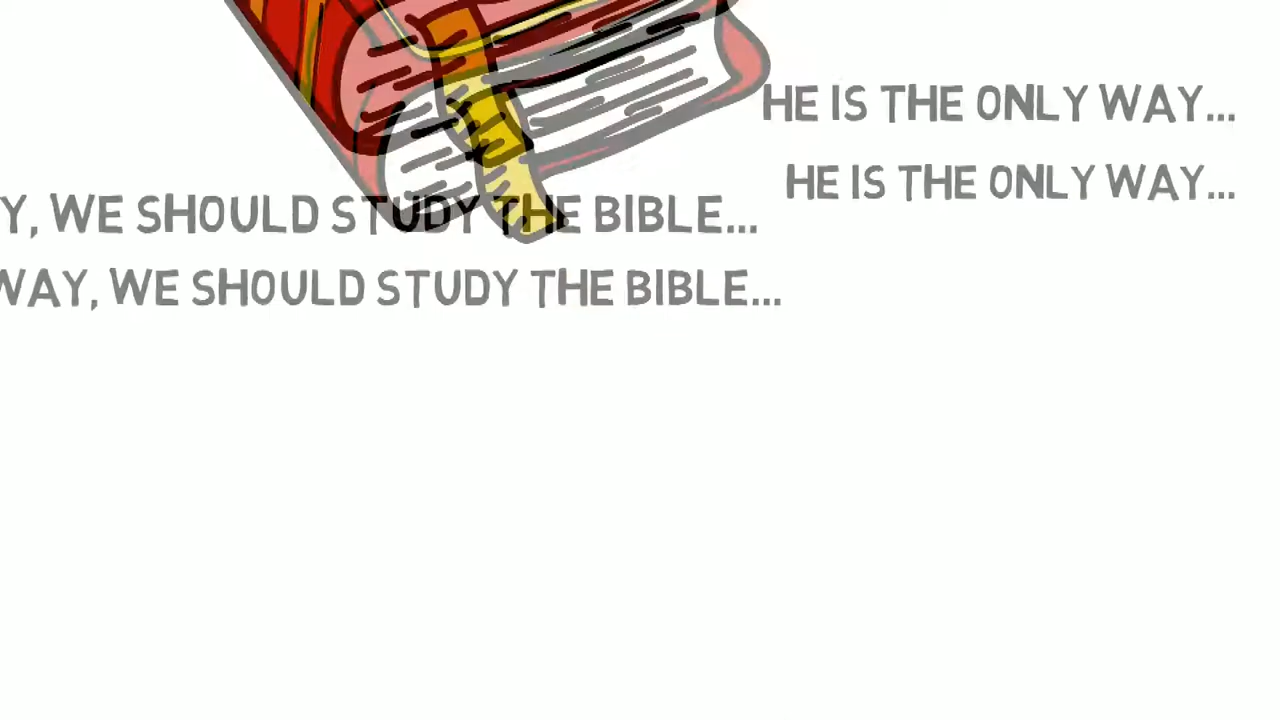 HE IS THE ONLY WAY...
HE IS THE ONLY WAY...
Y, WE SHOULD STUDY THE BIBLE...
WAY, WE SHOULD STUDY THE BIBLE...